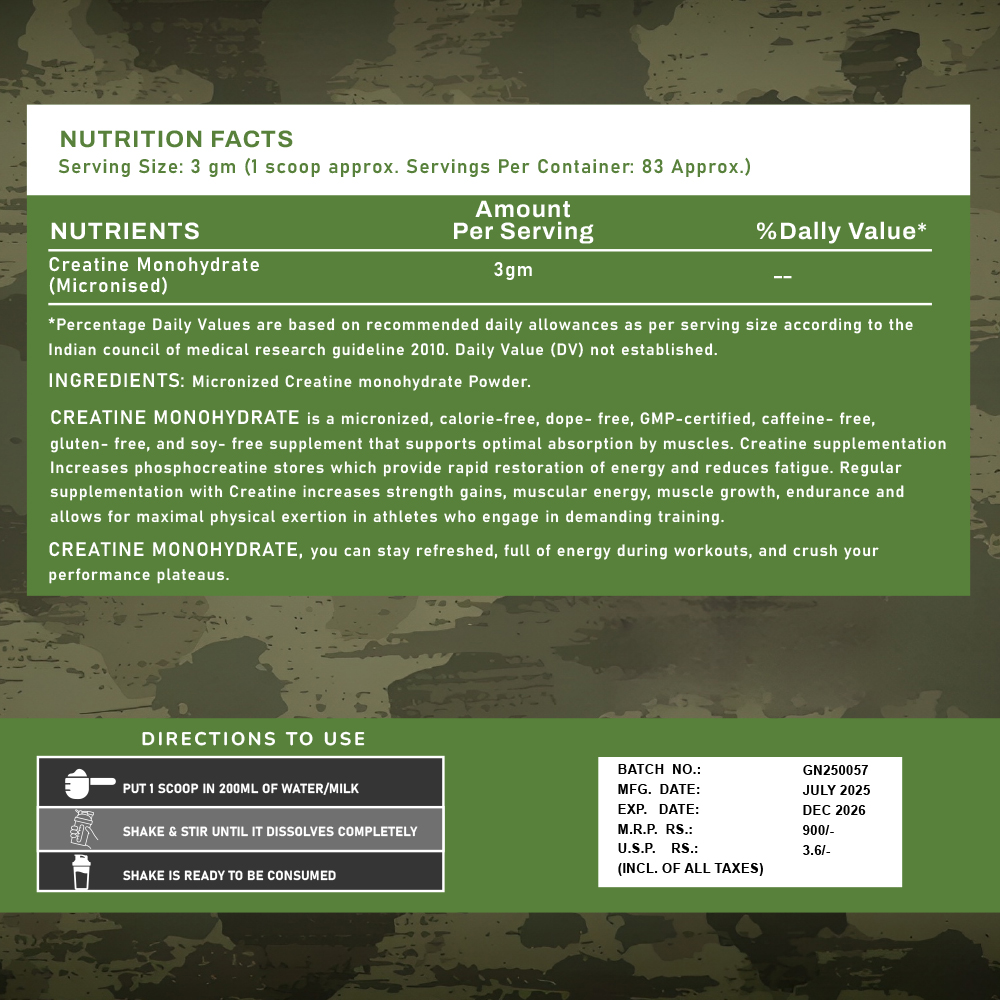 NUTRITION FACTS
Serving Size: 3 gm (1 scoop approx. Servings Per Container: 83 Approx.)
Amount
NUTRIENTS Per Serving %Dally Value*
Creatine Monohydrate 3gm --
(Micronised)
*Percentage Daily Values are based on recommended daily allowances as per serving size according to the
Indian council of medical research guideline 2010. Daily Value (DV) not established.
INGREDIENTS: Micronized Creatine monohydrate Powder.
CREATINE MONOHYDRATE is a micronized, calorie-free, dope- free, GMP-certified, caffeine- free,
gluten- free, and soy- free supplement that supports optimal absorption by muscles. Creatine supplementation
Increases phosphocreatine stores which provide rapid restoration of energy and reduces fatigue. Regular
supplementation with Creatine increases strength gains, muscular energy, muscle growth, endurance and
allows for maximal physical exertion in athletes who engage in demanding training.
CREATINE MONOHYDRATE, you can stay refreshed, full of energy during workouts, and crush your
performance plateaus.
DIRECTIONS TO USE
PUT 1 SCOOP IN 200ML OF WATER/MILK
SHAKE & STIR UNTIL IT DISSOLVES COMPLETELY
SHAKE IS READY TO BE CONSUMED
BATCH NO.: GN250057
MFG. DATE: JULY 2025
EXP. DATE: DEC 2026
M.R.P. RS.: 900/-
U.S.P. RS.: 3.6/-
(INCL. OF ALL TAXES)